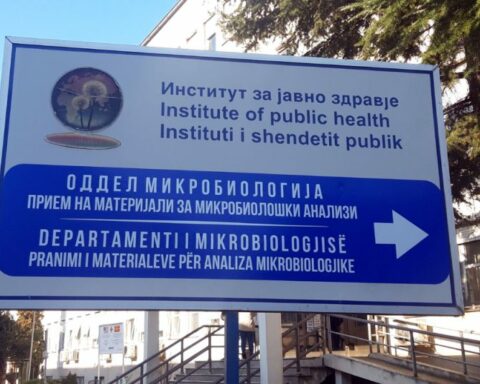 Институт за јавно здравје
Institute of public health
Instituti i shendetit publik
ОДДЕЛ МИКРОБИОЛОГИЈА
ПРИЕМ НА МАТЕРИЈАЛИ ЗА МИКРОБИОЛОШКИ АНАЛИЗИ
DEPARTAMENTI I MIKROBIOLOGJISË
PRANIMI I MATERIALEVE PËR ANALIZA MIKROBIOLOGJIKE